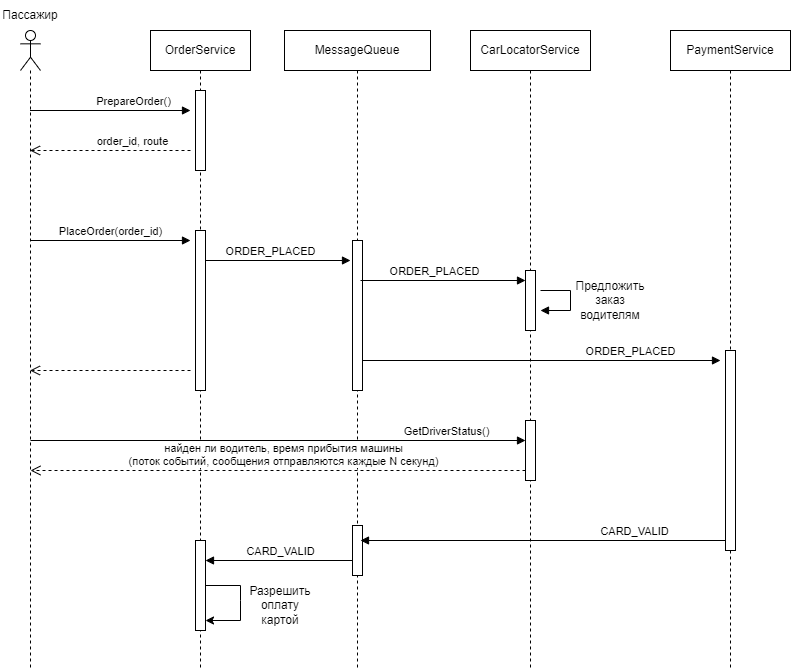 Пассажир
OrderService
MessageQueue
CarLocatorService
PaymentService
PrepareOrder()
order_id, route
PlaceOrder(order_id)
ORDER_PLACED
ORDER_PLACED
Предложить
заказ
водителям
ORDER_PLACED
GetDriverStatus()
найден ли водитель, время прибытия машины
(поток событий, сообщения отправляются каждые N секунд)
CARD_VALID
CARD_VALID
Разрешить
оплату
картой